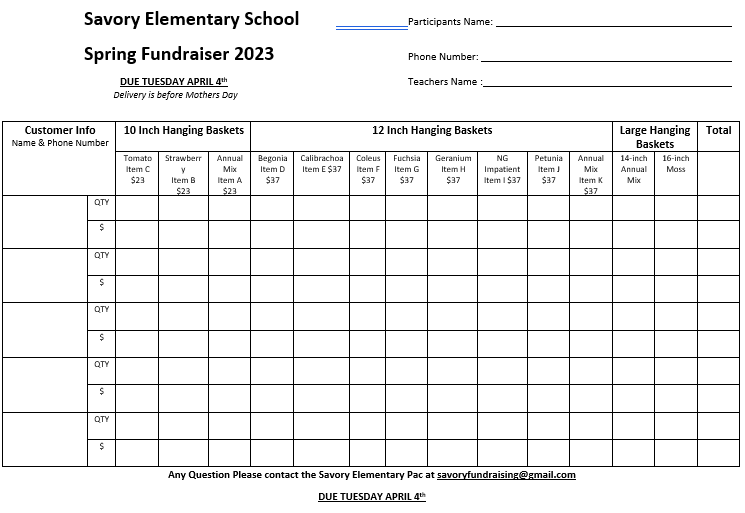 Savory Elementary School
Participants Name:
Spring Fundraiser 2023
Phone Number:
DUE TUESDAY APRIL 4th
Teachers Name :
Delivery is before Mothers Day
Customer Info
Name & Phone Number
10 Inch Hanging Baskets
12 Inch Hanging Baskets
Large Hanging
Baskets
Total
Tomato
Item C
$23
Strawberr
y
Item B
$23
Annual
Mix
Item A
$23
Begonia
Item D
$37
Calibrachoa
Item E $37
Coleus
Item F
$37
Fuchsia
Item G
$37
Geranium
Item H
$37
NG
Impatient
Item I $37
Petunia
Item J
$37
Annual
Mix
Item K
$37
14-inch
Annual
Mix
16-inch
Moss
QTY
$
QTY
$
QTY
$
QTY
$
QTY
$
Any Question Please contact the Savory Elementary Pac at savoryfundraising@gmail.com
DUE TUESDAY APRIL 4th